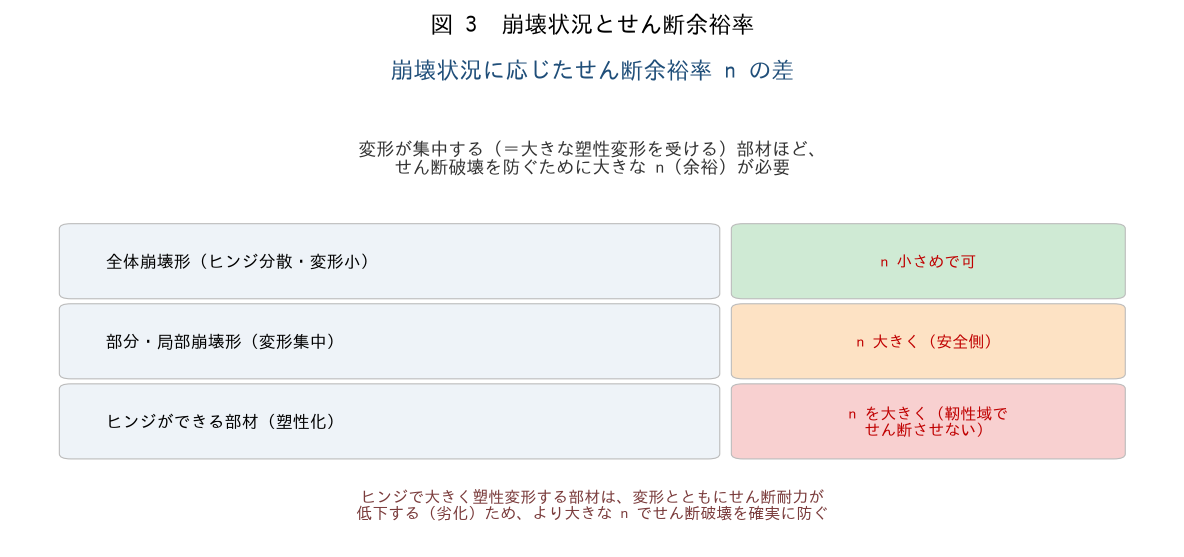 図 3　崩壊状況とせん断余裕率
崩壊状況に応じたせん断余裕率 n の差
変形が集中する（＝大きな塑性変形を受ける）部材ほど、
せん断破壊を防ぐために大きな n（余裕）が必要
全体崩壊形（ヒンジ分散・変形小）
n 小さめで可
部分・局部崩壊形（変形集中）
n 大きく（安全側）
ヒンジができる部材（塑性化）
n を大きく（靭性域で
せん断させない）
ヒンジで大きく塑性変形する部材は、変形とともにせん断耐力が
低下する（劣化）ため、より大きな n でせん断破壊を確実に防ぐ